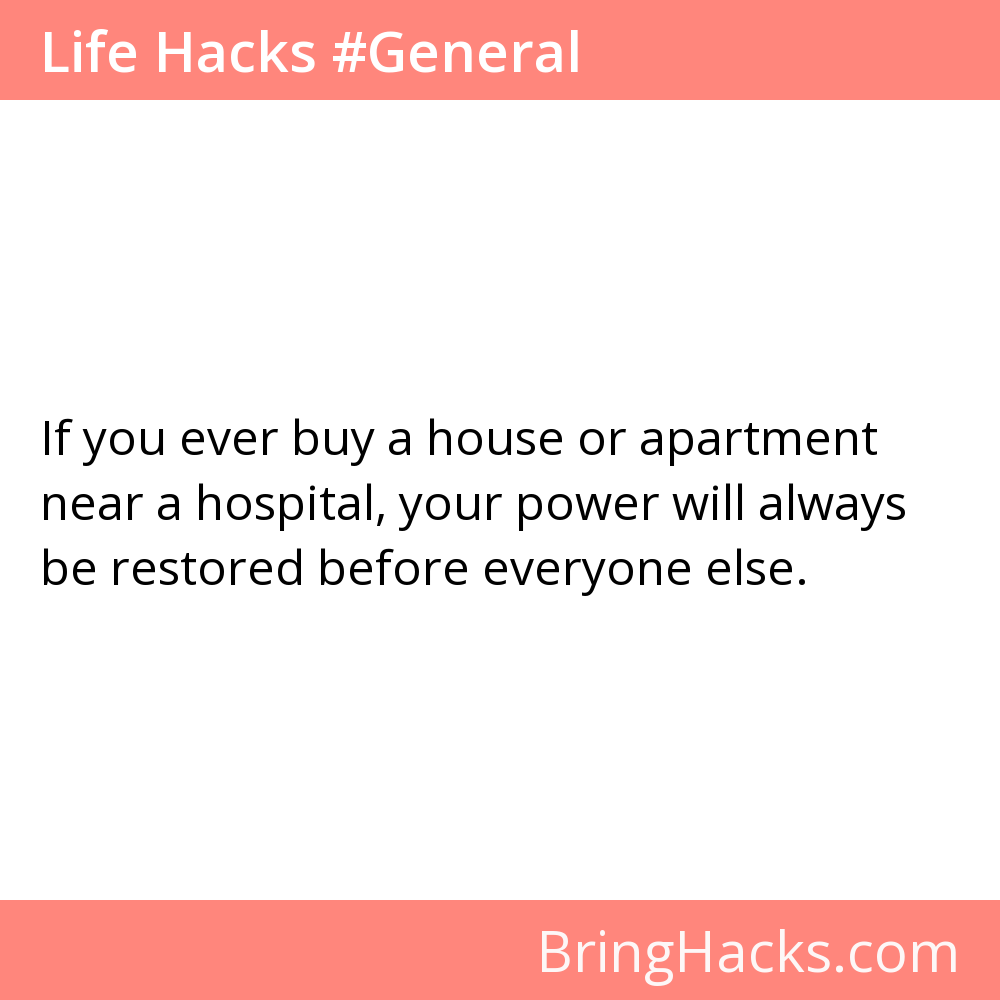 Life Hacks #General
If you ever buy a house or apartment
near a hospital, your power will always
be restored before everyone else.
BringHacks.com